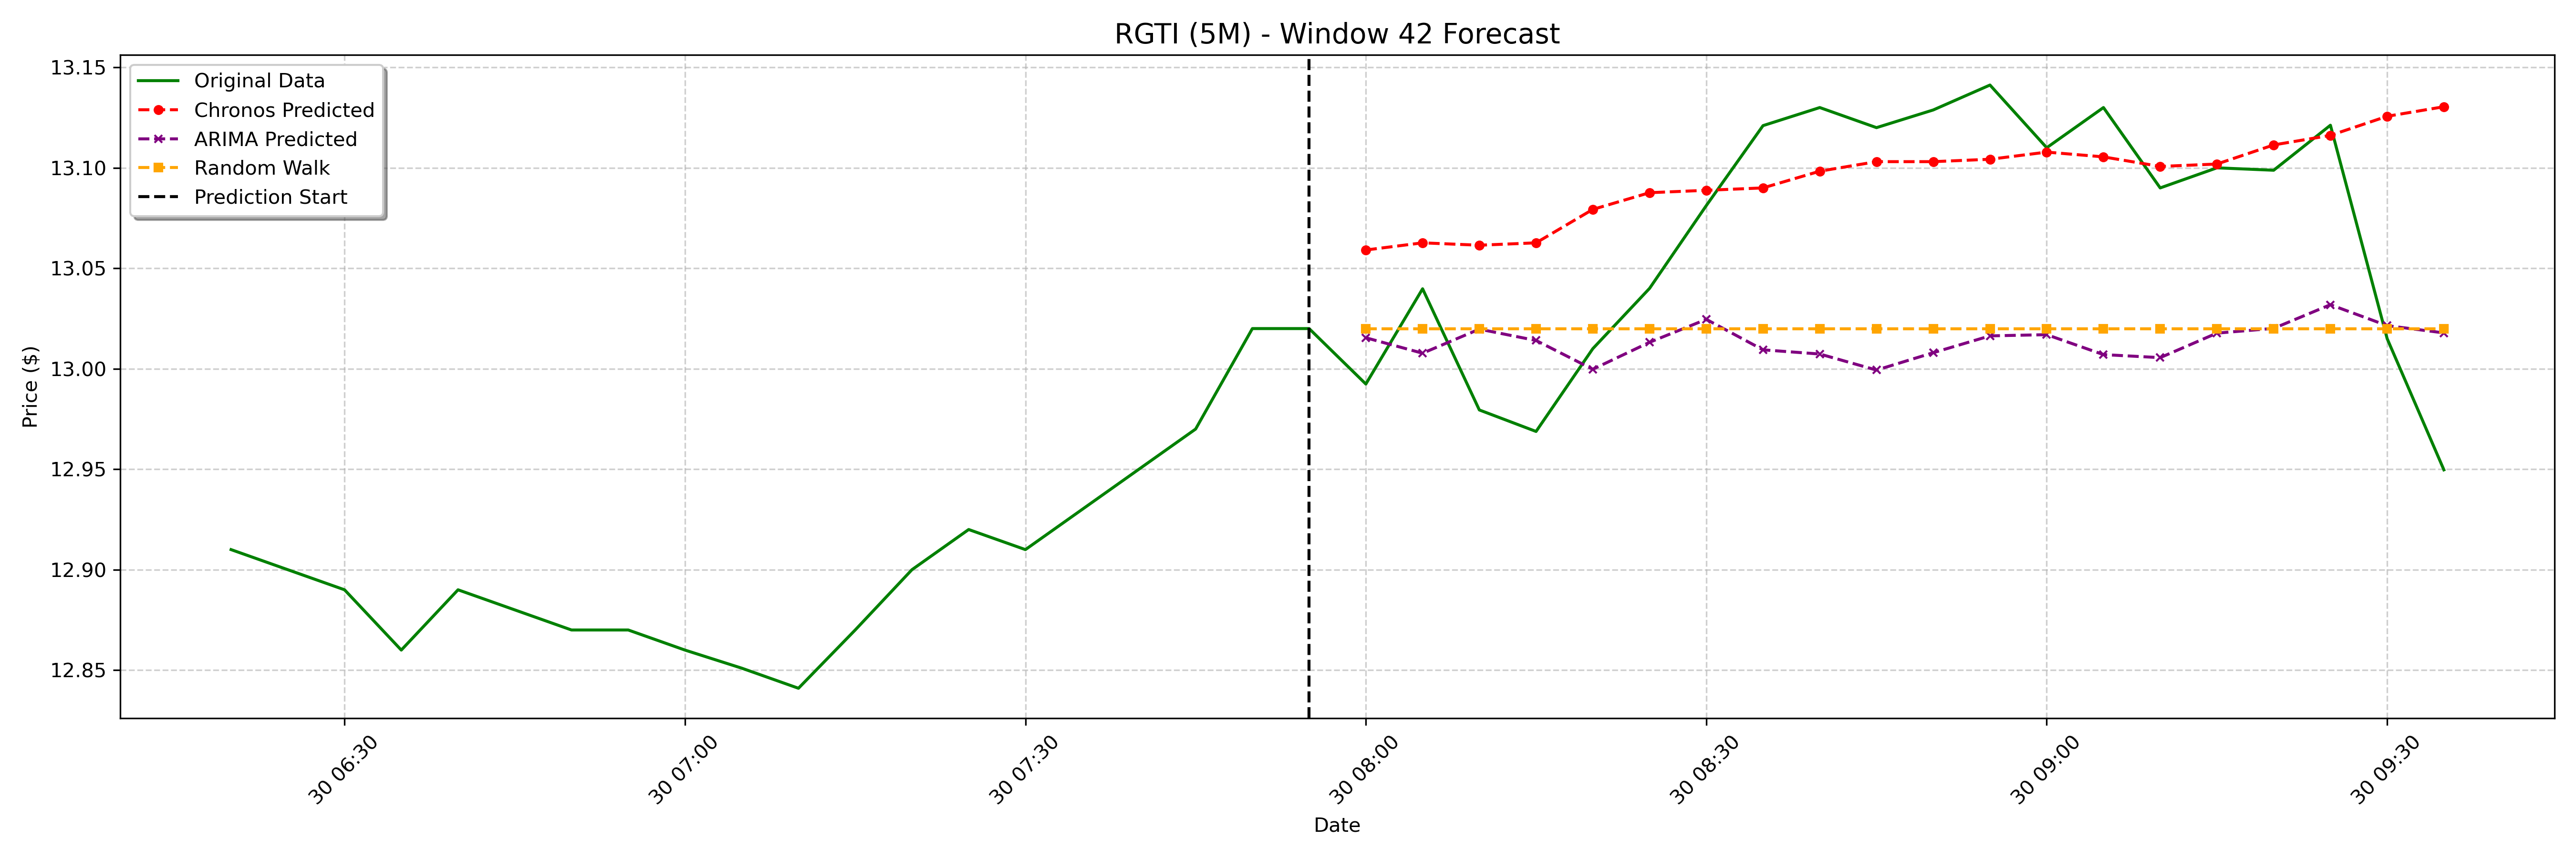 RGTI (5M) - Window 42 Forecast
13.15
13.10
13.05
13.00
12.95
12.90
12.85
Price ($)
Original Data
Chronos Predicted
ARIMA Predicted
Random Walk
Prediction Start
30 06:30
30 07:00
30 07:30
30 08:00
30 08:30
30 09:00
30 09:30
Date